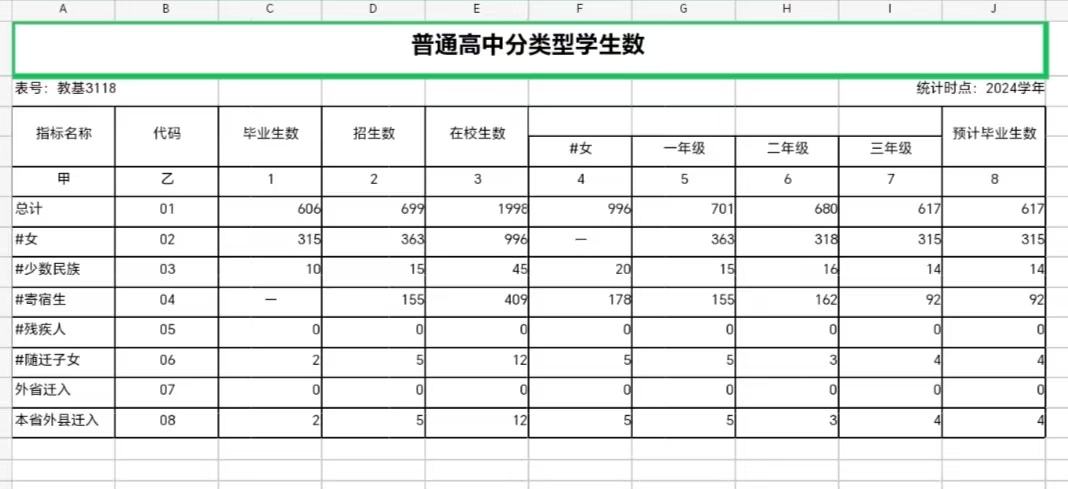 A B C D E F G H I J
普通高中分类型学生数
表号：教基3118 统计时点：2024学年
指标名称 代码 毕业生数 招生数 在校生数 预计毕业生数
#女 一年级 二年级 三年级
甲 乙 1 2 3 4 5 6 7 8
总计 01 606 699 1998 996 701 680 617 617
#女 02 315 363 996 — 363 318 315 315
#少数民族 03 10 15 45 20 15 16 14 14
#寄宿生 04 — 155 409 178 155 162 92 92
#残疾人 05 0 0 0 0 0 0 0 0
#随迁子女 06 2 5 12 5 5 3 4 4
外省迁入 07 0 0 0 0 0 0 0 0
本省外县迁入 08 2 5 12 5 5 3 4 4